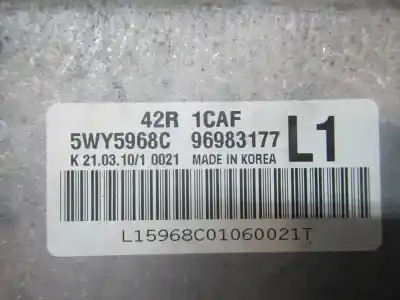 42R 1CAF
5WY5968C 96983177 L1
K 21.03.10/1 0021 MADE IN KOREA
L15968C01060021T